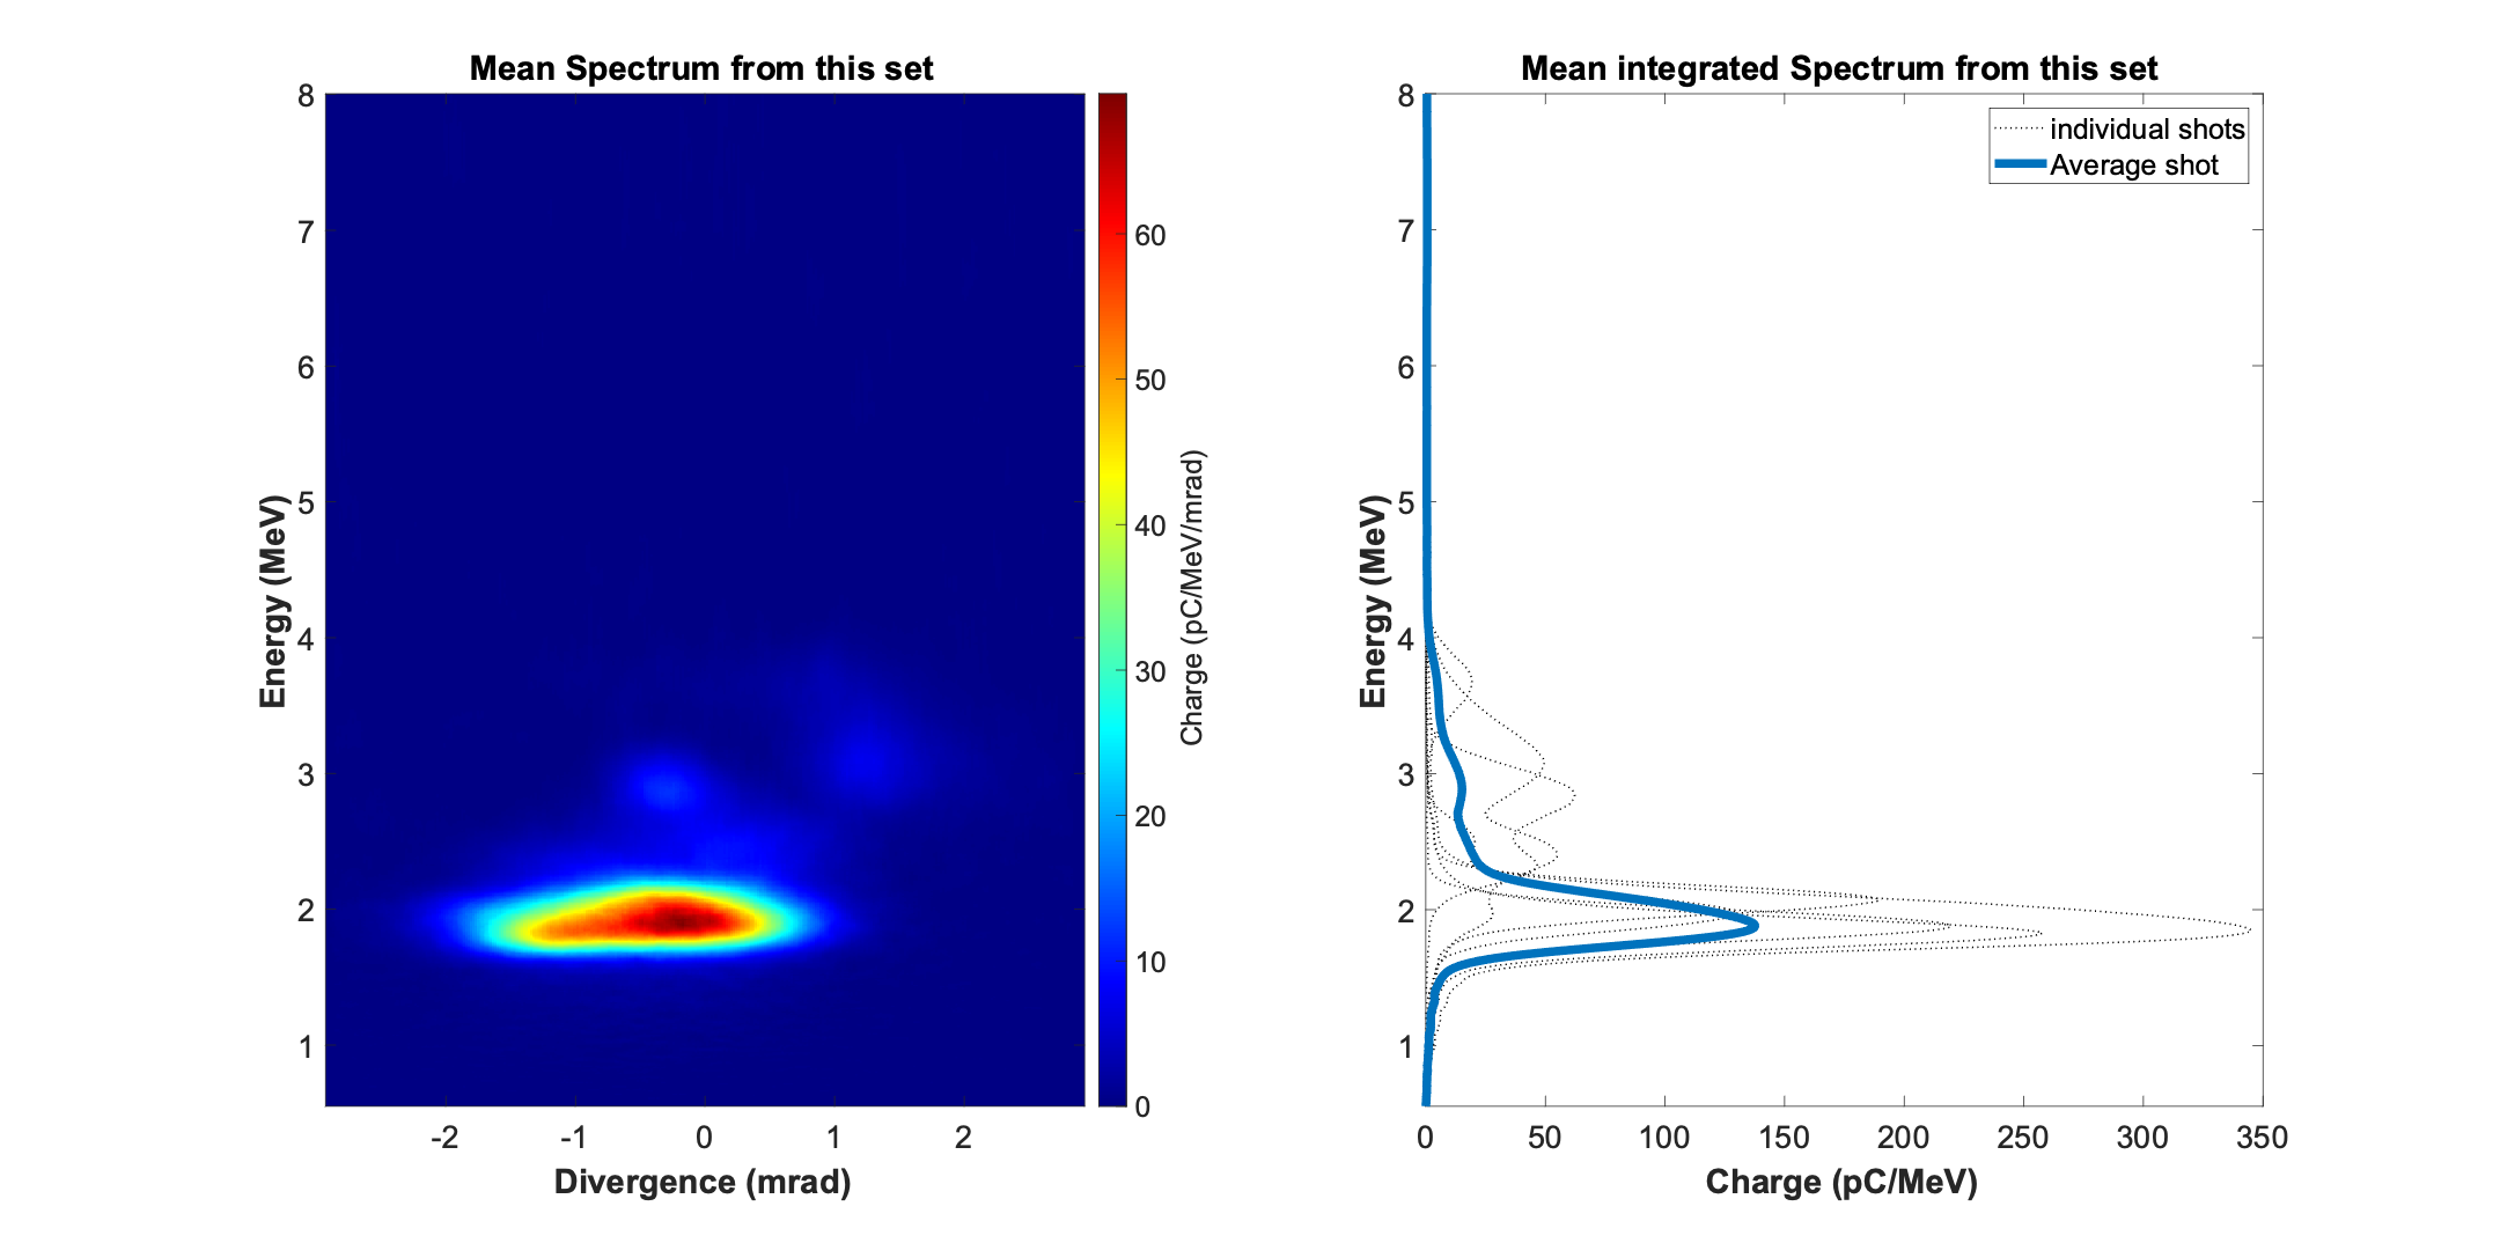 Mean Spectrum from this set
8
7
6
5
4
3
2
1
Energy (MeV)
-2 -1 0 1 2
Divergence (mrad)
60
50
40
30
20
10
0
Charge (pC/MeV/mrad)
Mean integrated Spectrum from this set
individual shots
Average shot
8
7
6
5
4
3
2
1
Energy (MeV)
0 50 100 150 200 250 300 350
Charge (pC/MeV)